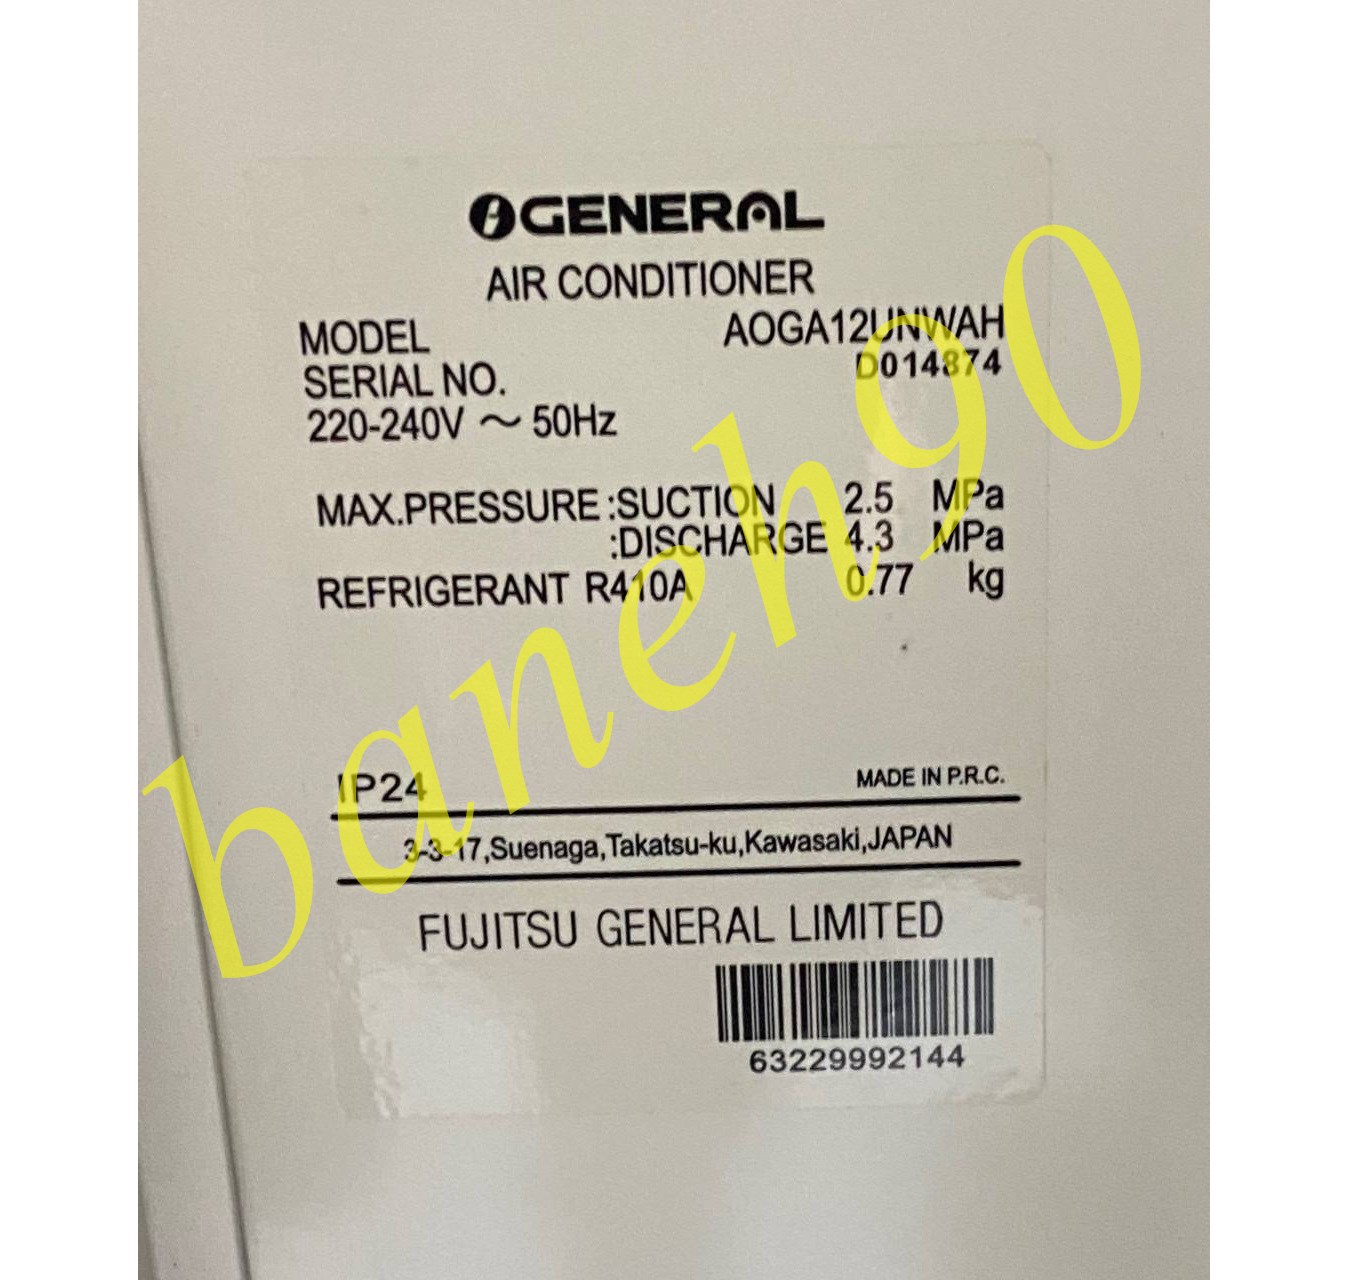 GENERAL
AIR CONDITIONER
MODEL AOGA12UNWAH
SERIAL NO. D014874
220-240V ~ 50Hz
MAX.PRESSURE :SUCTION 2.5 MPa
:DISCHARGE 4.3 MPa
REFRIGERANT R410A 0.77 kg
baneh90
IP24 MADE IN P.R.C.
3-3-17,Suenaga,Takatsu-ku,Kawasaki,JAPAN
FUJITSU GENERAL LIMITED
63229992144